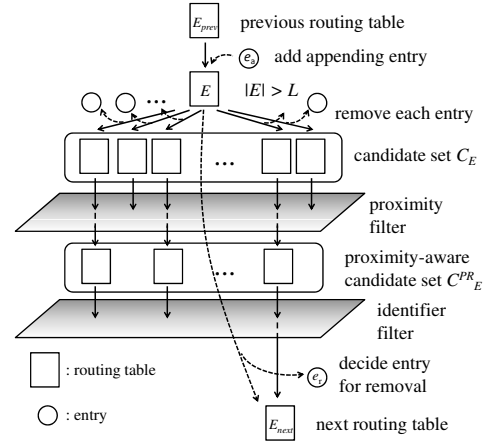 E_prev previous routing table
e_a add appending entry
E |E| > L
...
remove each entry
candidate set C_E
...
proximity
filter
proximity-aware
candidate set C^PR_E
...
identifier
filter
: routing table
e_r decide entry
for removal
: entry
E_next next routing table